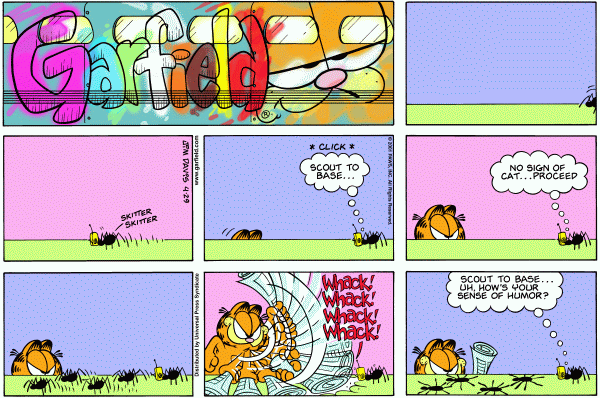 Garfield
®
JIM DAVIS 4-29
www.garfield.com
SKITTER
SKITTER
* CLICK *
SCOUT TO
BASE...
© 2001 PAWS, INC. All Rights Reserved.
NO SIGN OF
CAT...PROCEED
Distributed by Universal Press Syndicate
Whack!
Whack!
Whack!
Whack!
SCOUT TO BASE...
UH, HOW'S YOUR
SENSE OF HUMOR?